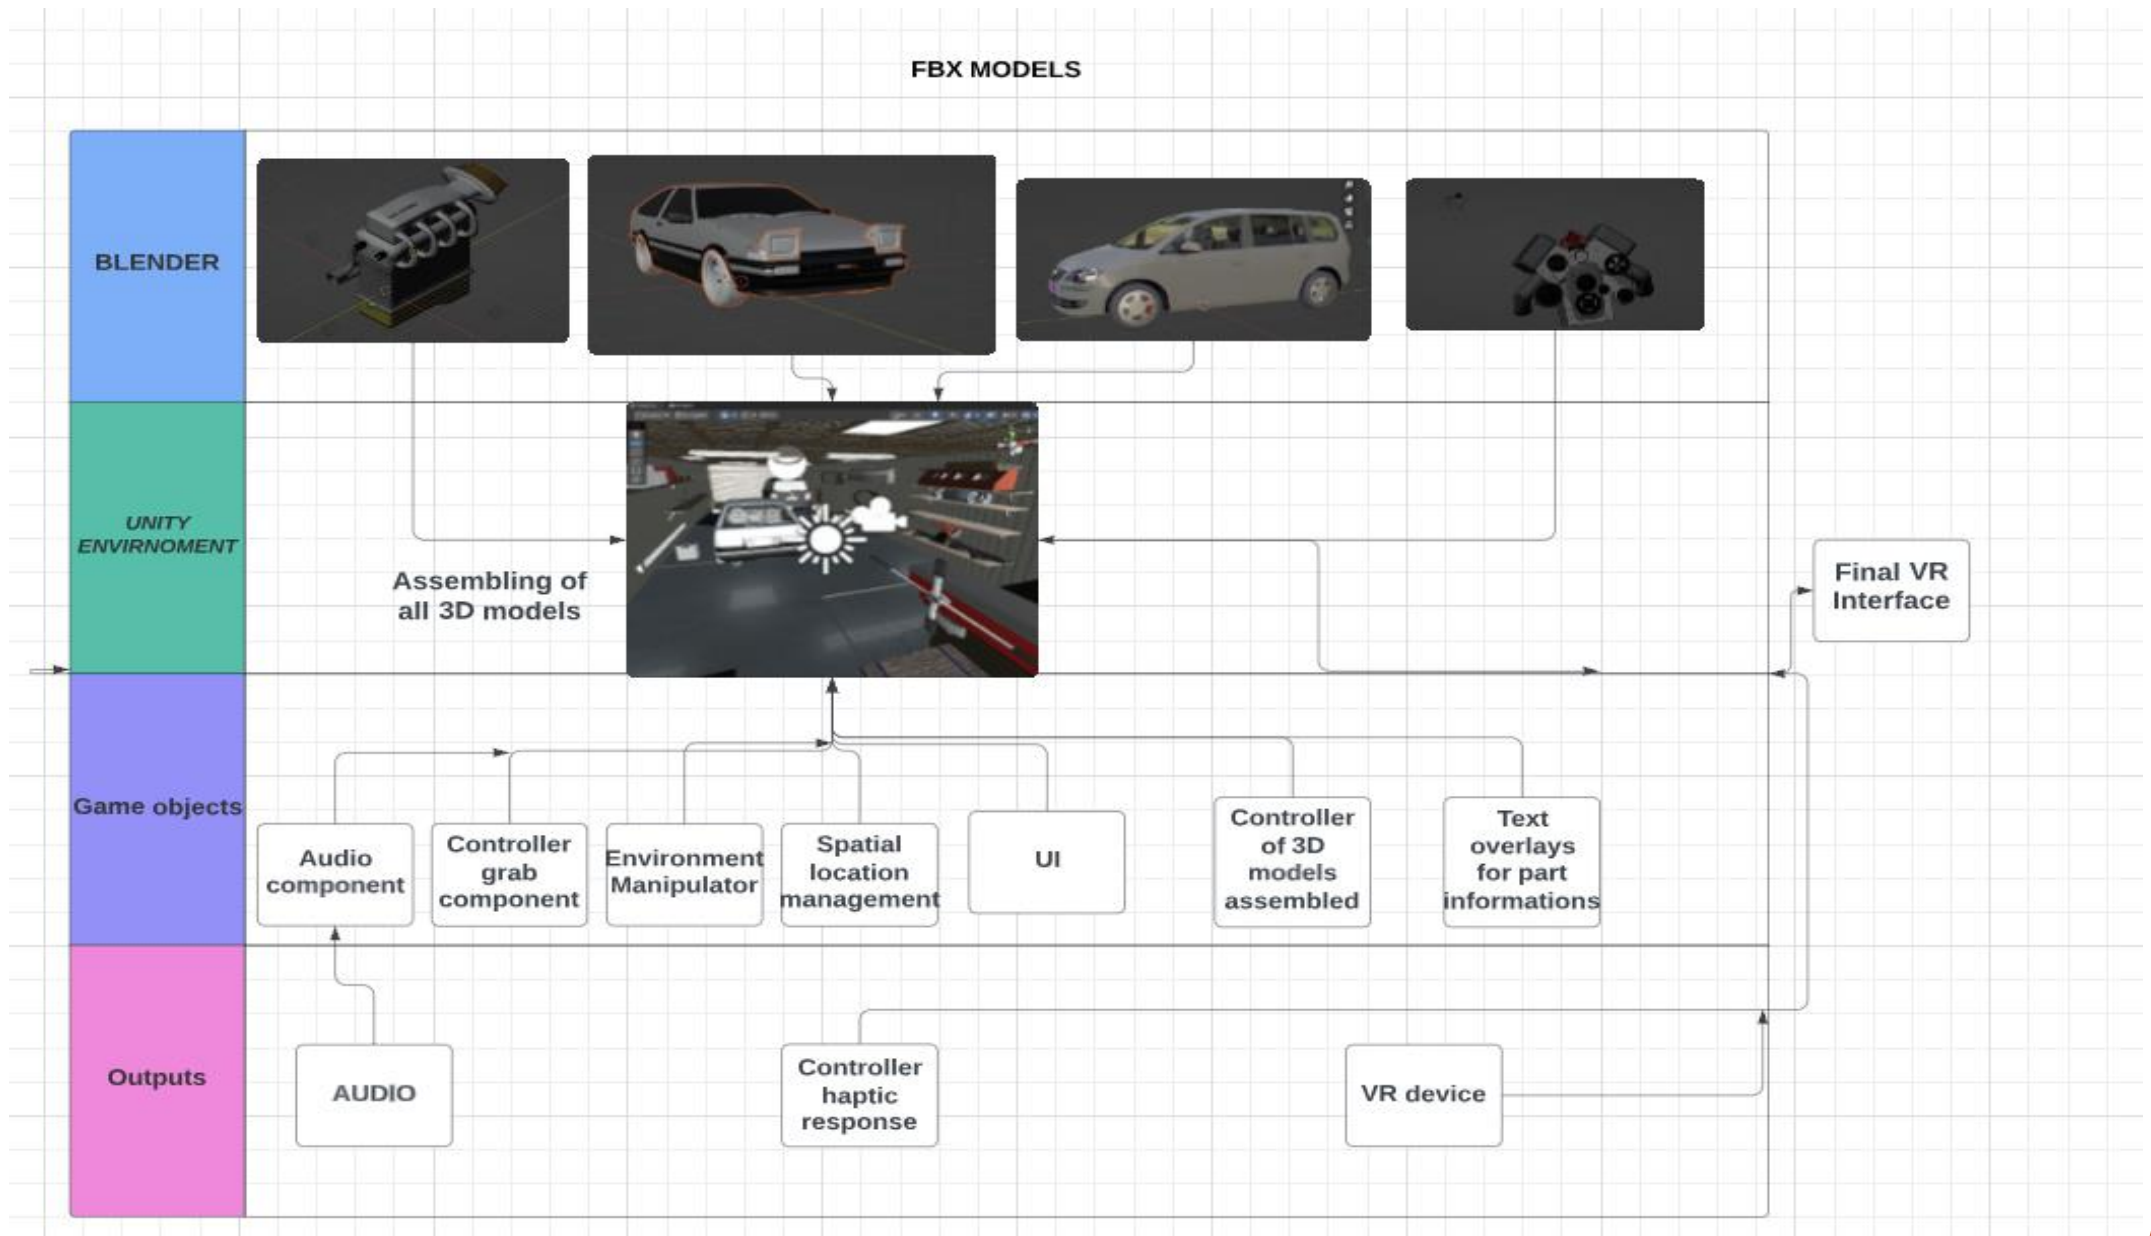 FBX MODELS
BLENDER
UNITY
ENVIRNOMENT
Assembling of
all 3D models
Final VR
Interface
Game objects
Audio
component
Controller
grab
component
Environment
Manipulator
Spatial
location
management
UI
Controller
of 3D
models
assembled
Text
overlays
for part
informations
Outputs
AUDIO
Controller
haptic
response
VR device